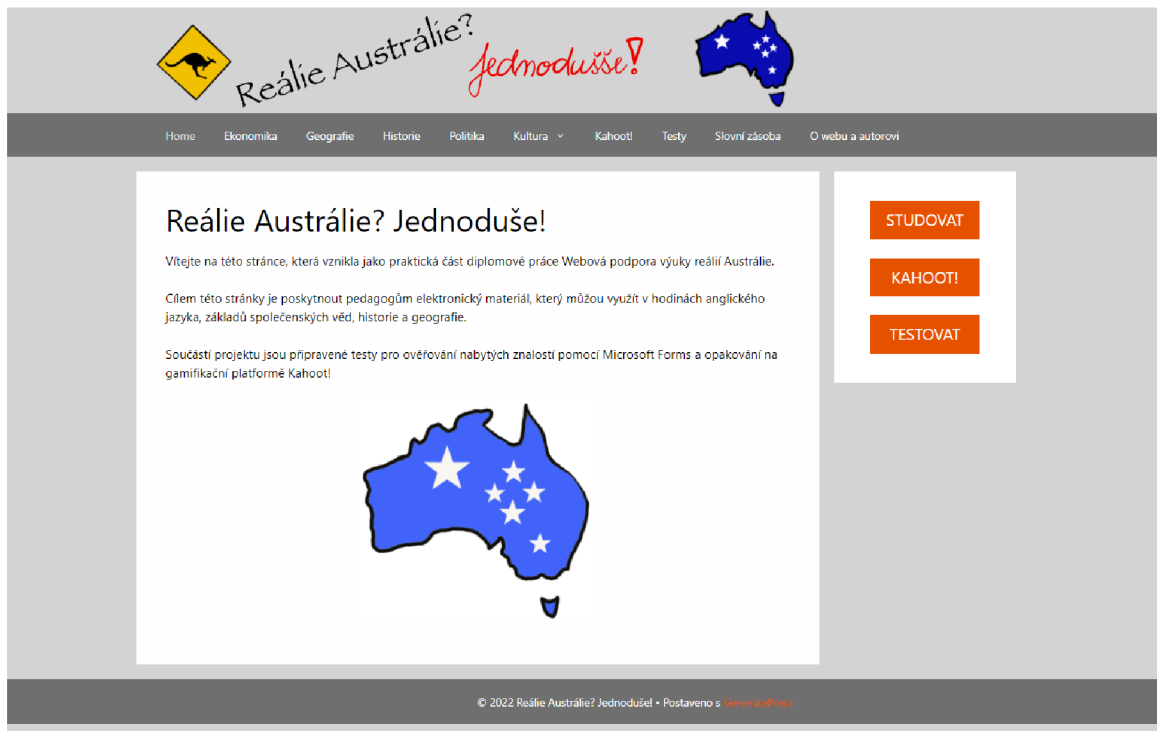 Reálie Austrálie?
Jednodušše!
Home Ekonomika Geografie Historie Politika Kultura Kahoot! Testy Slovní zásoba O webu a autorovi
Reálie Austrálie? Jednoduše!
Vítejte na této stránce, která vznikla jako praktická část diplomové práce Webová podpora výuky reálií Austrálie.
Cílem této stránky je poskytnout pedagogům elektronický materiál, který můžou využít v hodinách anglického
jazyka, základů společenských věd, historie a geografie.
Součástí projektu jsou připravené testy pro ověřování nabytých znalostí pomocí Microsoft Forms a opakování na
gamifikační platformě Kahoot!
STUDOVAT
KAHOOT!
TESTOVAT
© 2022 Reálie Austrálie? Jednoduše! • Postaveno s GeneratePress